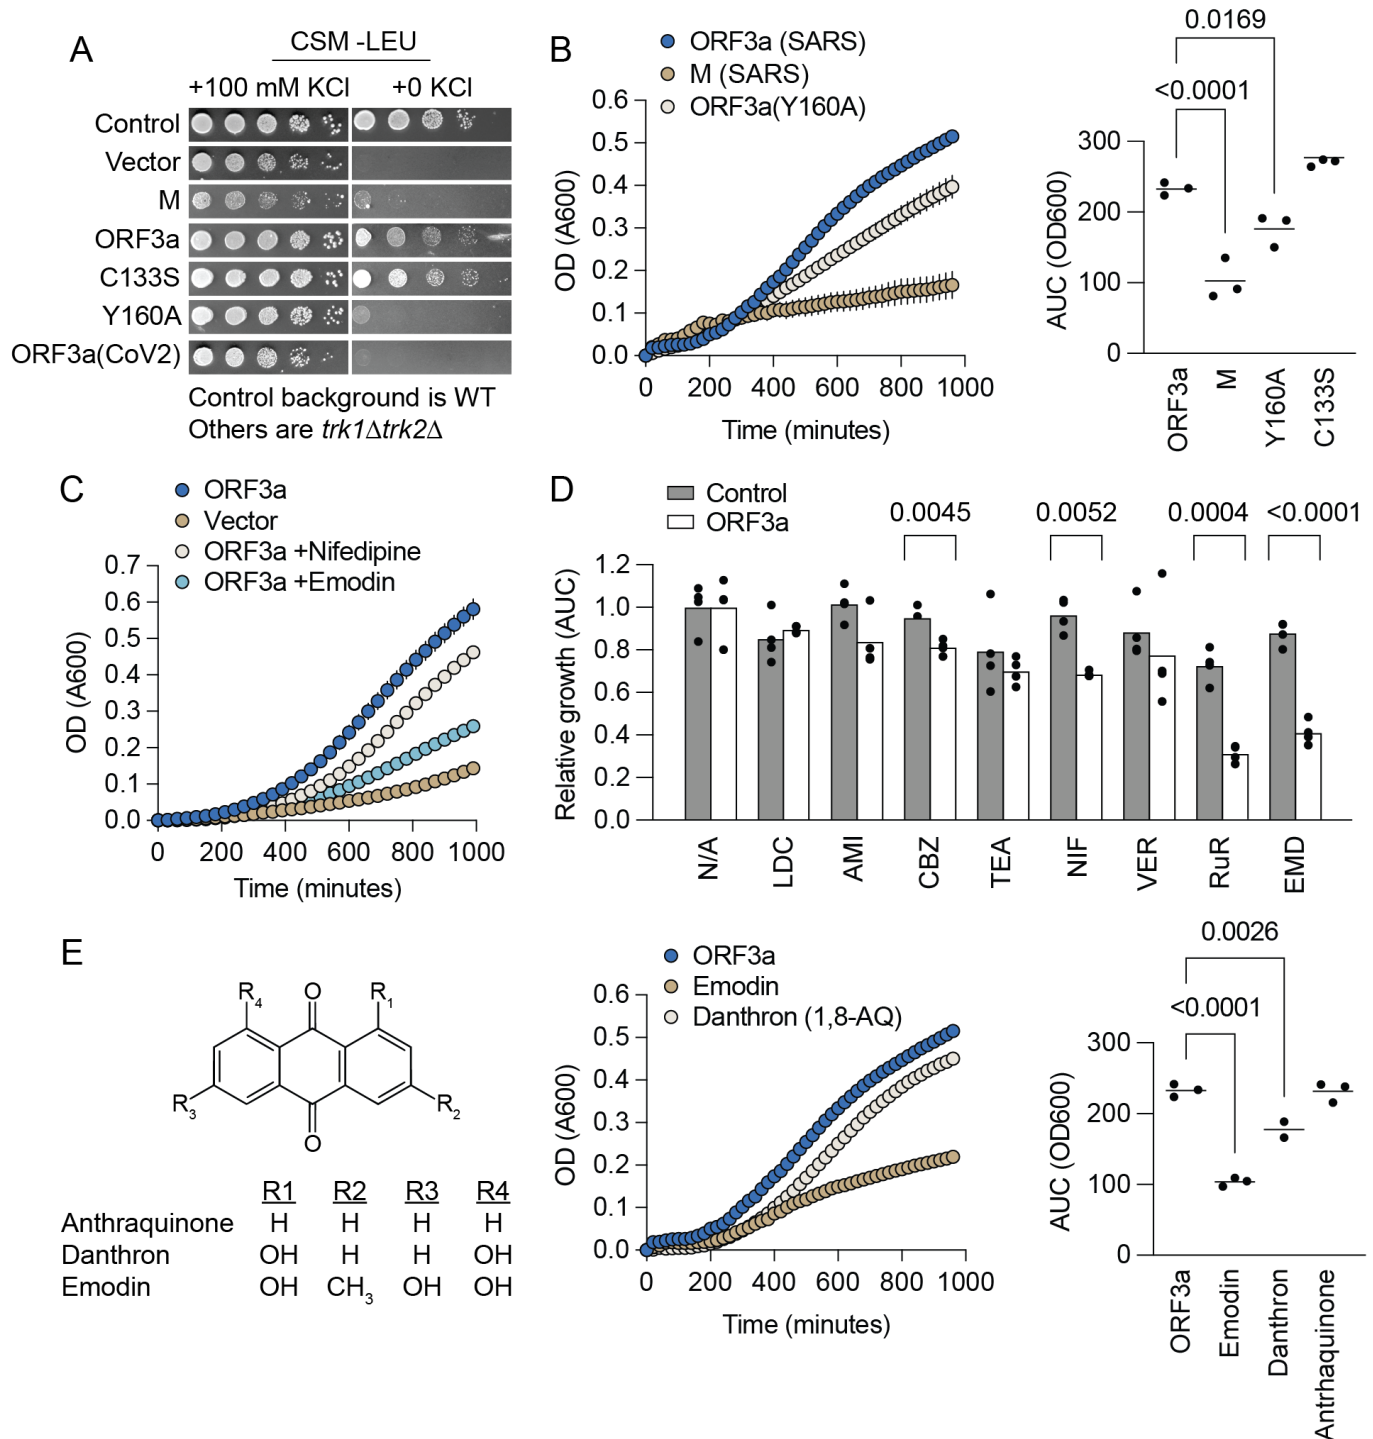 A
CSM -LEU
+100 mM KCl
+0 KCl
Control
Vector
M
ORF3a
C133S
Y160A
ORF3a(CoV2)
Control background is WT
Others are trk1Δtrk2Δ
B
ORF3a (SARS)
M (SARS)
ORF3a(Y160A)
0.6
0.5
0.4
0.3
0.2
0.1
0.0
OD (A600)
0 200 400 600 800 1000
Time (minutes)
0.0169
<0.0001
300
200
100
0
AUC (OD600)
ORF3a
M
Y160A
C133S
C
ORF3a
Vector
ORF3a +Nifedipine
ORF3a +Emodin
0.7
0.6
0.5
0.4
0.3
0.2
0.1
0.0
OD (A600)
0 200 400 600 800 1000
Time (minutes)
D
Control
ORF3a
0.0045 0.0052 0.0004 <0.0001
1.2
1.0
0.8
0.6
0.4
0.2
0.0
Relative growth (AUC)
N/A
LDC
AMI
CBZ
TEA
NIF
VER
RuR
EMD
E
R4 O R1
R3 O R2
R1 R2 R3 R4
Anthraquinone H H H H
Danthron OH H H OH
Emodin OH CH3 OH OH
ORF3a
Emodin
Danthron (1,8-AQ)
0.6
0.5
0.4
0.3
0.2
0.1
0.0
OD (A600)
0 200 400 600 800 1000
Time (minutes)
0.0026
<0.0001
300
200
100
0
AUC (OD600)
ORF3a
Emodin
Danthron
Antrhaquinone